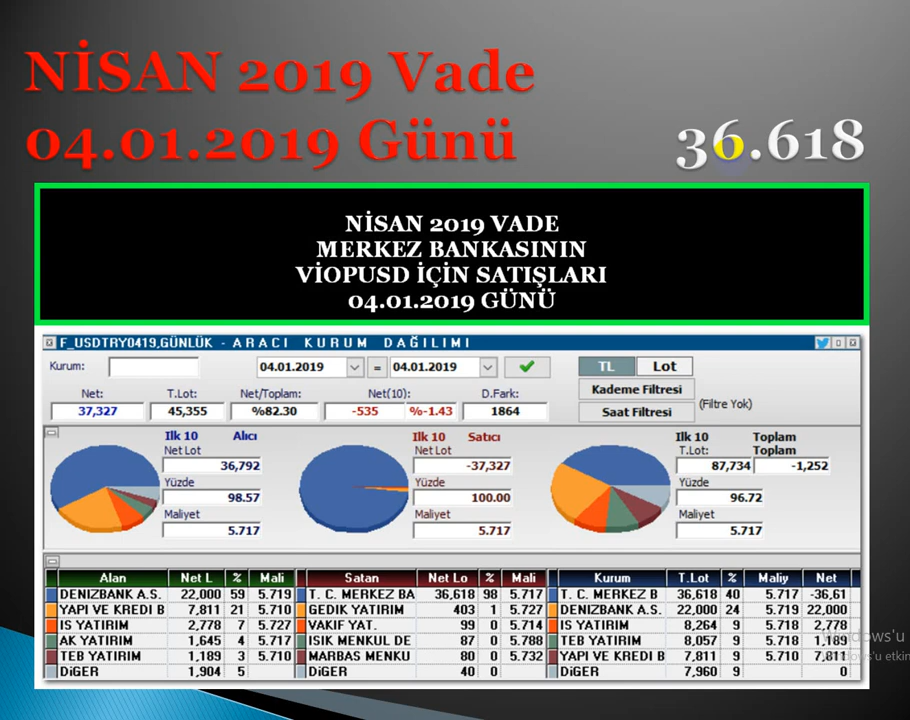 NİSAN 2019 Vade
04.01.2019 Günü 36.618
NİSAN 2019 VADE
MERKEZ BANKASININ
VİOPUSD İÇİN SATIŞLARI
04.01.2019 GÜNÜ
F_USDTRY0419,GÜNLÜK - ARACI KURUM DAĞILIMI
Kurum: 04.01.2019 = 04.01.2019 TL Lot
Kademe Filtresi
Net: T.Lot: Net/Toplam: Net(10): D.Fark: (Filtre Yok)
37,327 45,355 %82.30 -535 %-1.43 1864 Saat Filtresi
Ilk 10 Alıcı Ilk 10 Satıcı Ilk 10 Toplam
Net Lot Net Lot T.Lot: Toplam
36,792 -37,327 87,734 -1,252
Yüzde Yüzde Yüzde
98.57 100.00 96.72
Maliyet Maliyet Maliyet
5.717 5.717 5.717
Alan Net L % Mali Satan Net Lo % Mali Kurum T.Lot % Maliy Net
DENIZBANK A.S. 22,000 59 5.719 T. C. MERKEZ BA 36,618 98 5.717 T. C. MERKEZ B 36,618 40 5.717 -36,61
YAPI VE KREDI B 7,811 21 5.710 GEDIK YATIRIM 403 1 5.727 DENIZBANK A.S. 22,000 24 5.719 22,000
IS YATIRIM 2,778 7 5.727 VAKIF YAT. 99 0 5.714 IS YATIRIM 8,264 9 5.718 2,778
AK YATIRIM 1,645 4 5.717 ISIK MENKUL DE 87 0 5.788 TEB YATIRIM 8,057 9 5.718 1,189
TEB YATIRIM 1,189 3 5.710 MARBAS MENKU 80 0 5.732 YAPI VE KREDI B 7,811 9 5.710 7,811
DiGER 1,904 5 DiGER 40 0 DiGER 7,960 9 0